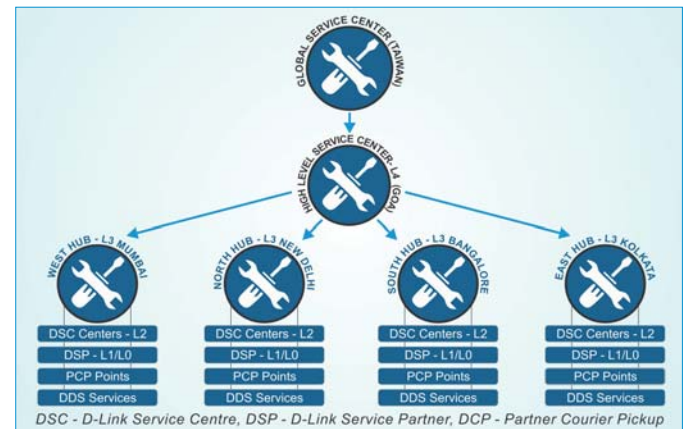 GLOBAL SERVICE CENTER (TAIWAN)
HIGH LEVEL SERVICE CENTER- L4 (GOA)
WEST HUB - L3 MUMBAI
NORTH HUB - L3 NEW DELHI
SOUTH HUB - L3 BANGALORE
EAST HUB - L3 KOLKATA
DSC Centers - L2
DSC Centers - L2
DSC Centers - L2
DSC Centers - L2
DSP - L1/L0
DSP - L1/L0
DSP - L1/L0
DSP - L1/L0
PCP Points
PCP Points
PCP Points
PCP Points
DDS Services
DDS Services
DDS Services
DDS Services
DSC - D-Link Service Centre, DSP - D-Link Service Partner, DCP - Partner Courier Pickup